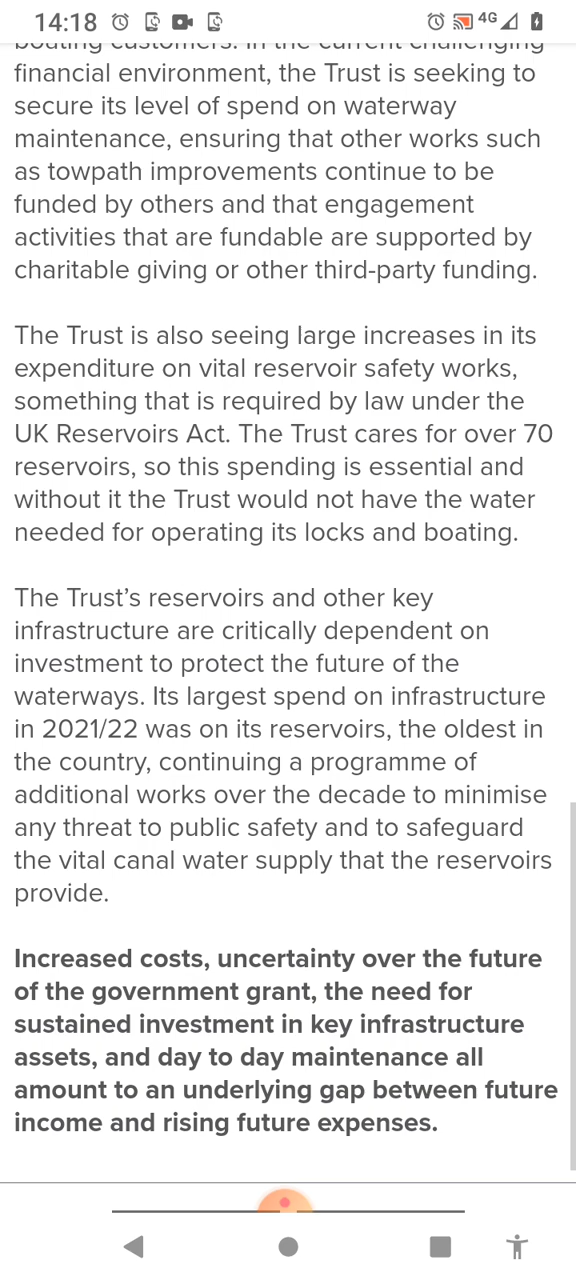 14:18
4G
boating customers. In the current challenging
financial environment, the Trust is seeking to
secure its level of spend on waterway
maintenance, ensuring that other works such
as towpath improvements continue to be
funded by others and that engagement
activities that are fundable are supported by
charitable giving or other third-party funding.
The Trust is also seeing large increases in its
expenditure on vital reservoir safety works,
something that is required by law under the
UK Reservoirs Act. The Trust cares for over 70
reservoirs, so this spending is essential and
without it the Trust would not have the water
needed for operating its locks and boating.
The Trust’s reservoirs and other key
infrastructure are critically dependent on
investment to protect the future of the
waterways. Its largest spend on infrastructure
in 2021/22 was on its reservoirs, the oldest in
the country, continuing a programme of
additional works over the decade to minimise
any threat to public safety and to safeguard
the vital canal water supply that the reservoirs
provide.
Increased costs, uncertainty over the future
of the government grant, the need for
sustained investment in key infrastructure
assets, and day to day maintenance all
amount to an underlying gap between future
income and rising future expenses.